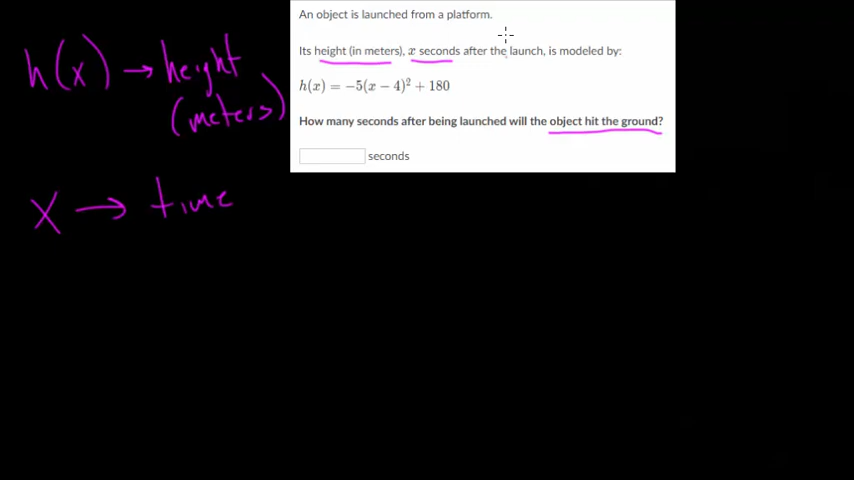 An object is launched from a platform.
Its height (in meters), x seconds after the launch, is modeled by:
h(x) = −5(x − 4)² + 180
How many seconds after being launched will the object hit the ground?
seconds
h(x) → height
(meters)
x → time